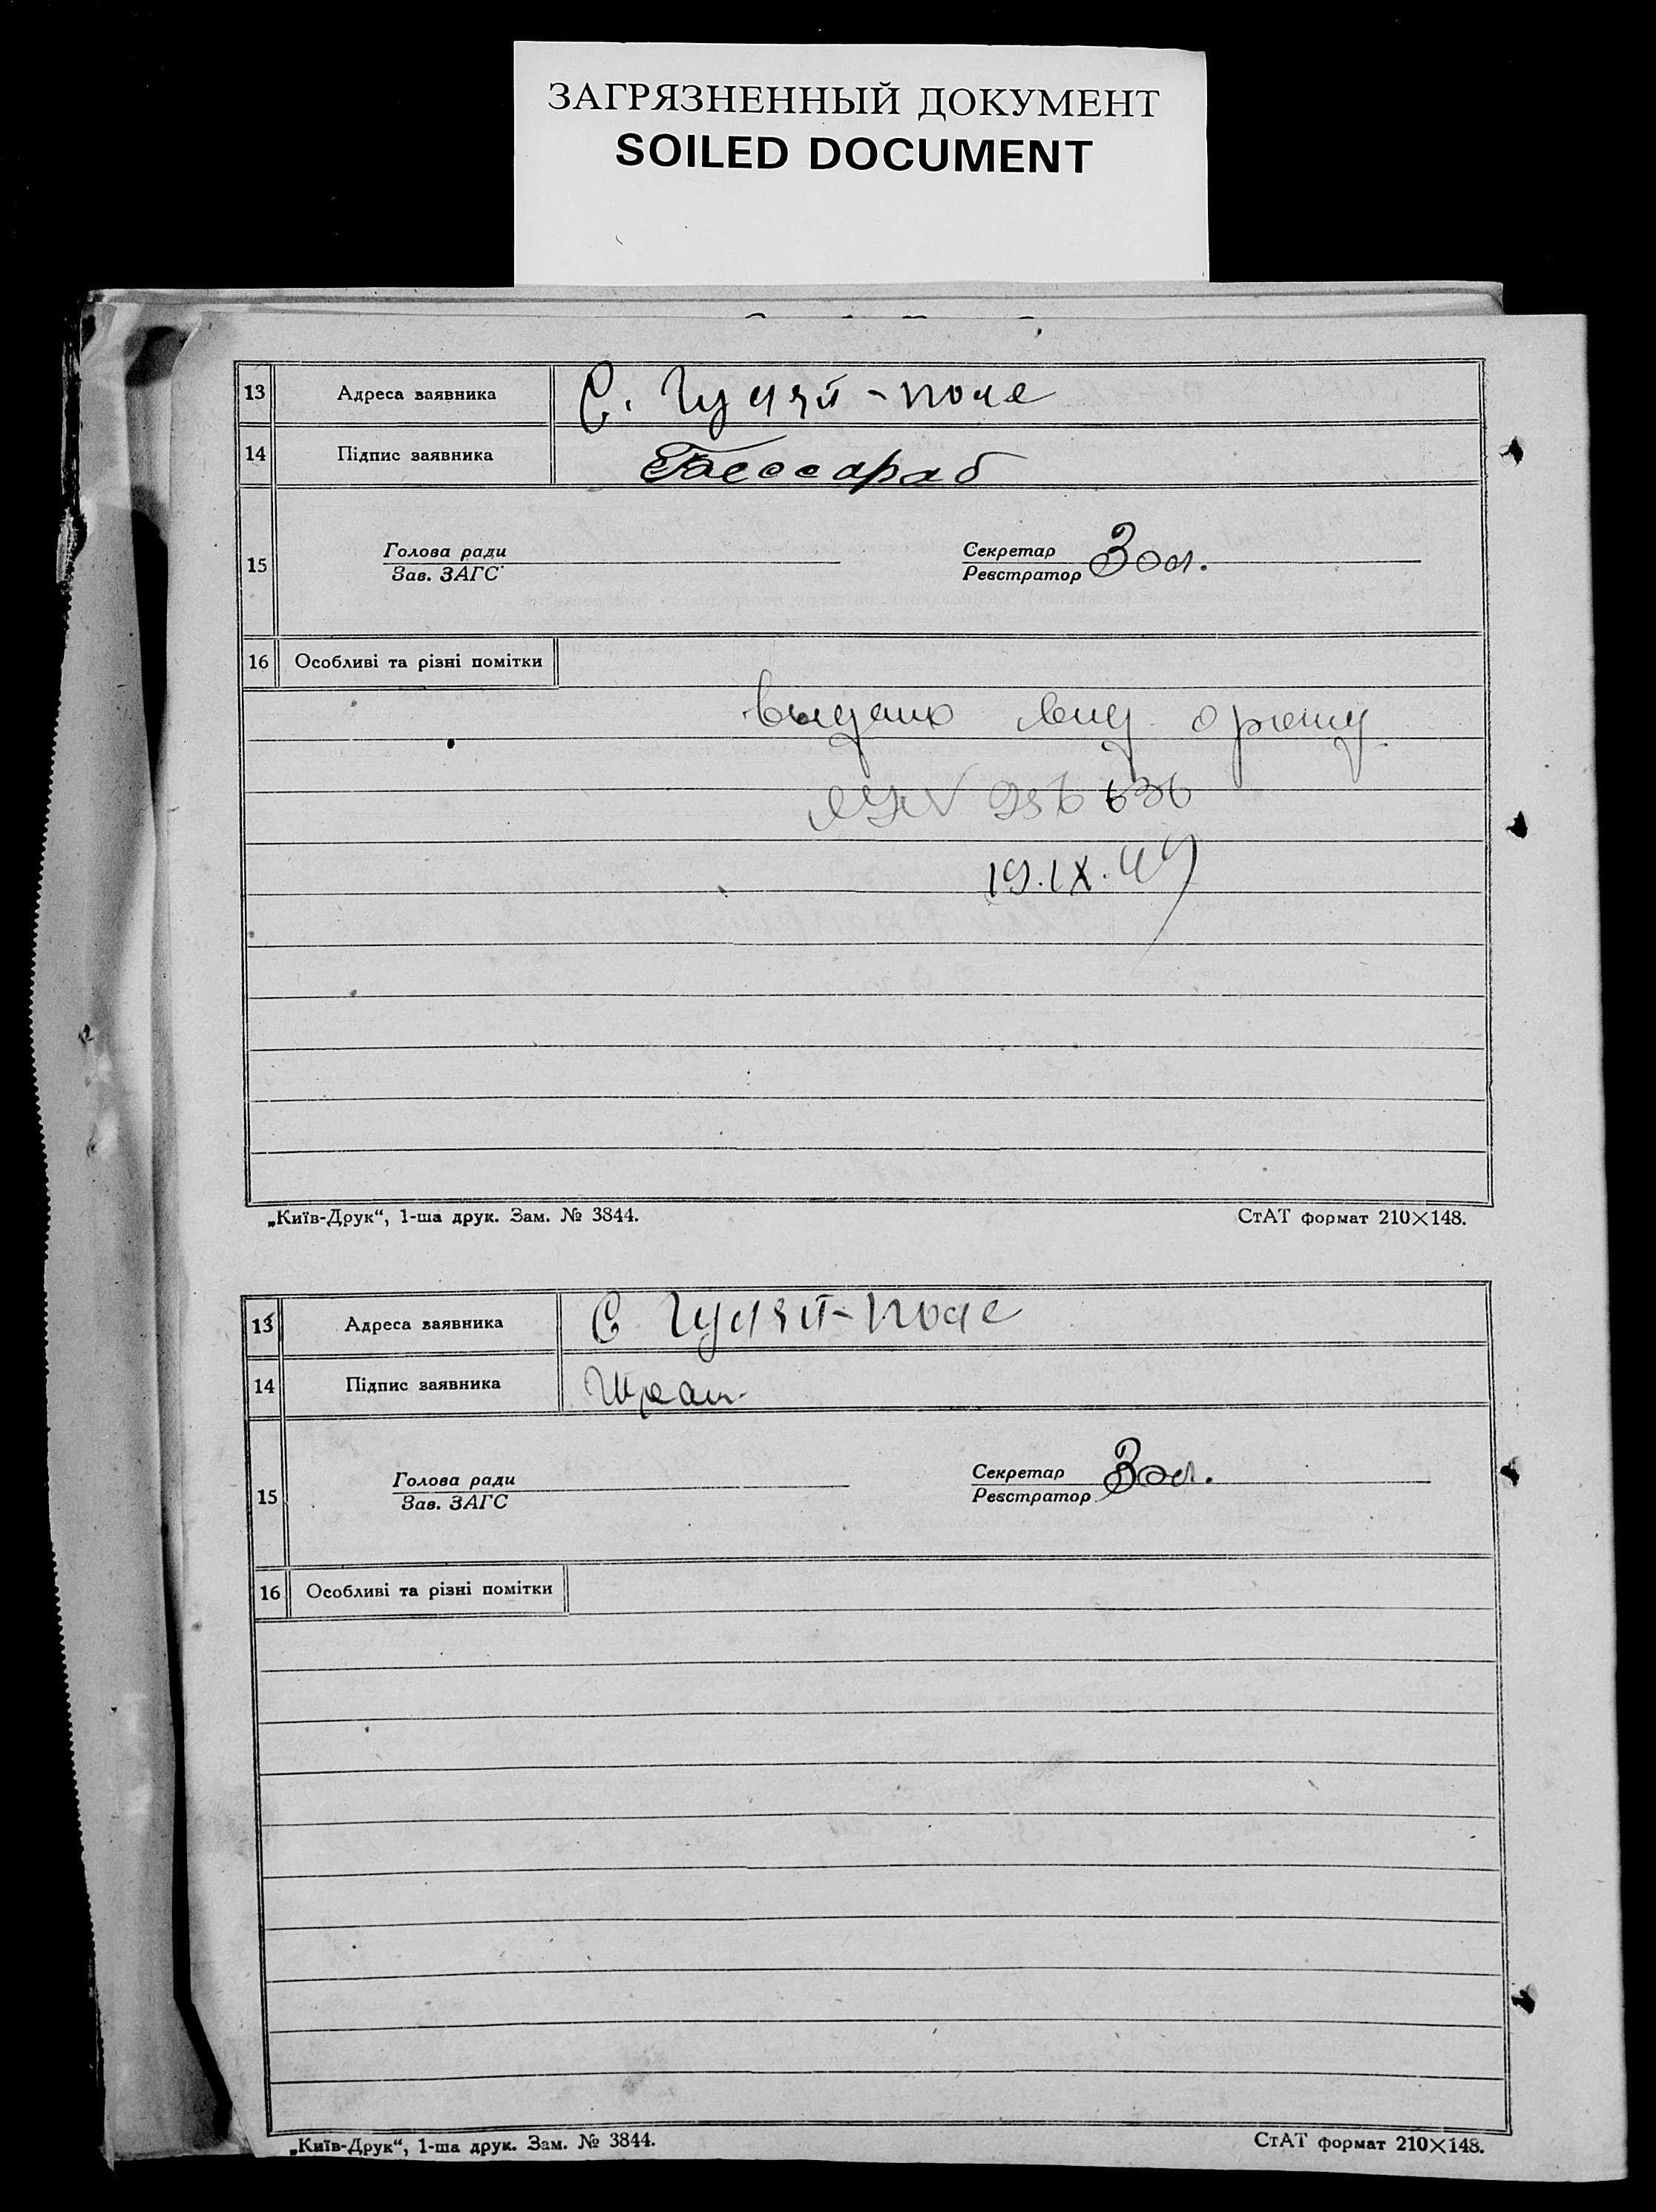 ЗАГРЯЗНЕННЫЙ ДОКУМЕНТ
SOILED DOCUMENT
13 Адреса заявника С. Гуляй-поле
14 Підпис заявника Бессараб
15 Голова ради
Зав. ЗАГС
Секретар
Реєстратор
16 Особливі та різні помітки
выдано
19.IX.49
„Київ-Друк“, 1-ша друк. Зам. № 3844. СтАТ формат 210×148.
13 Адреса заявника С Гуляй-поле
14 Підпис заявника
15 Голова ради
Зав. ЗАГС
Секретар
Реєстратор
16 Особливі та різні помітки
„Київ-Друк“, 1-ша друк. Зам. № 3844. СтАТ формат 210×148.